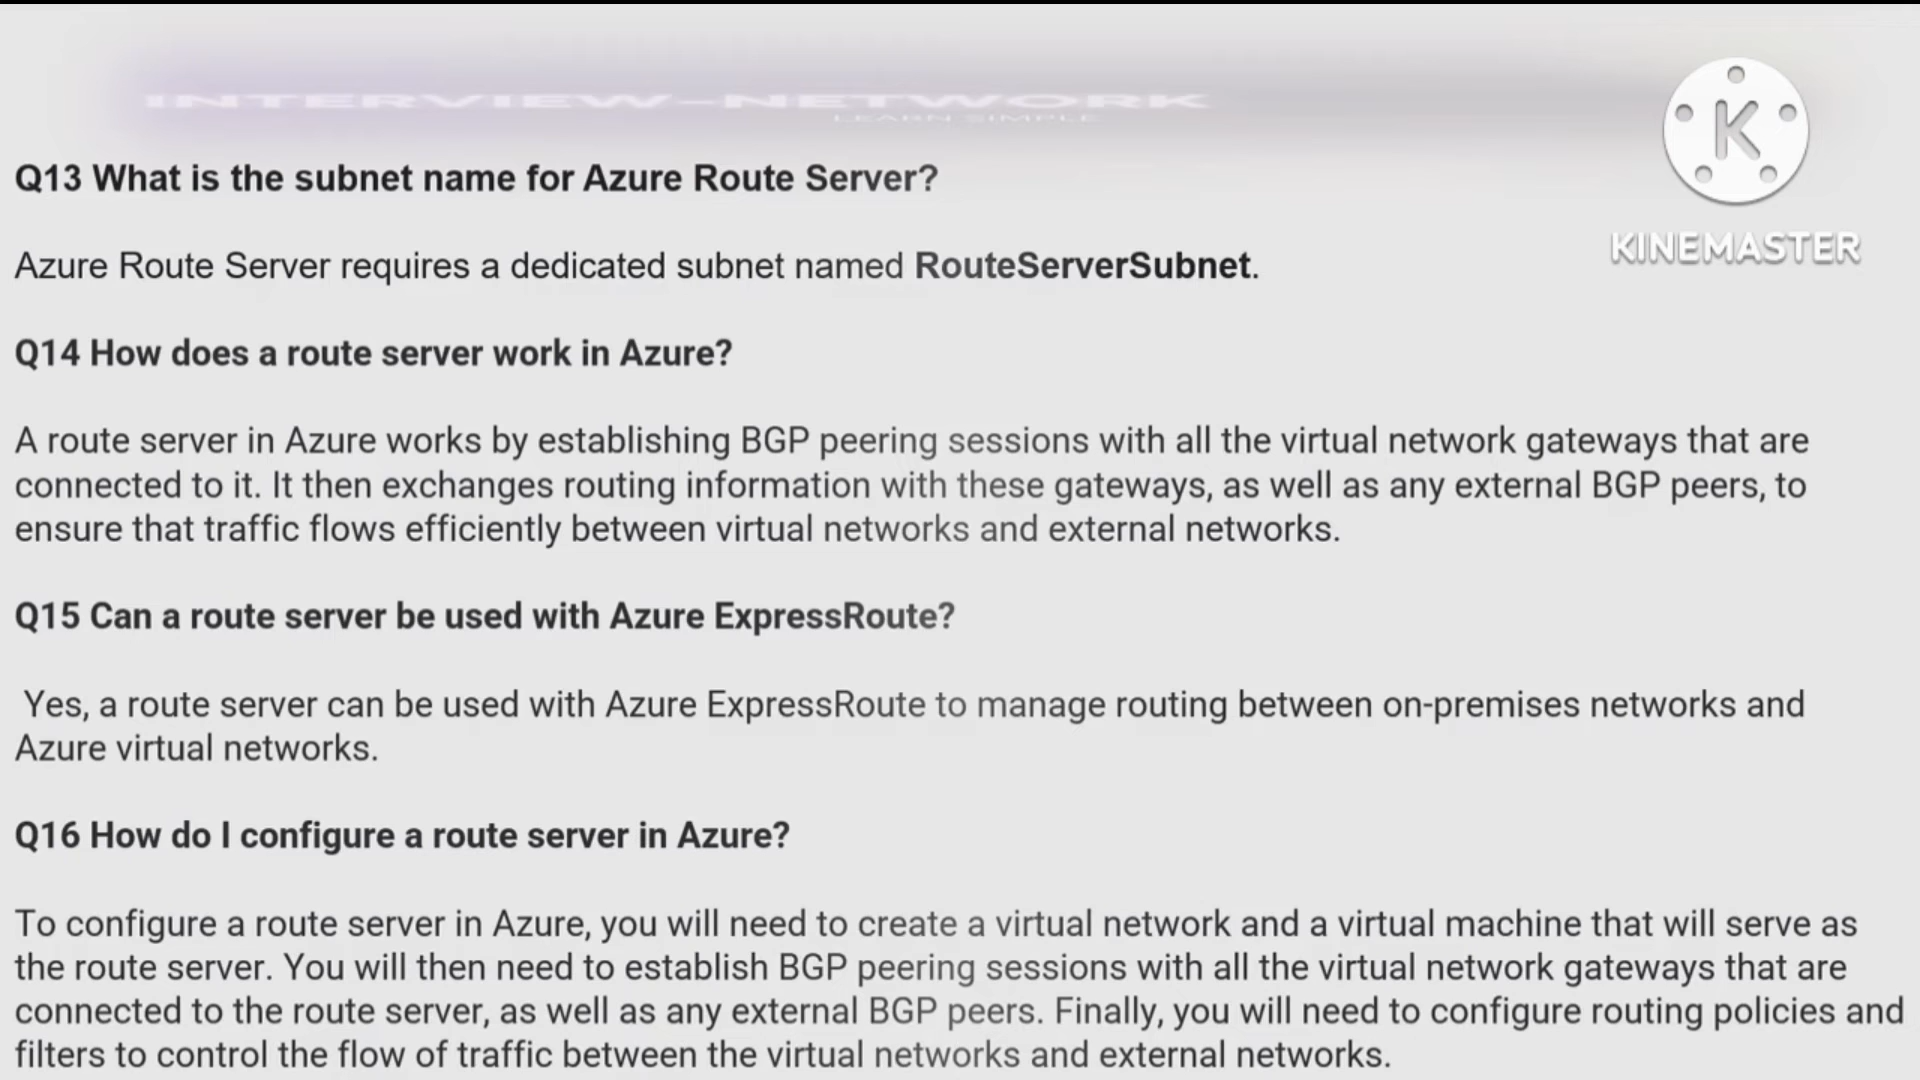 INTERVIEW-NETWORK
LEARN SIMPLE
K
KINEMASTER
Q13 What is the subnet name for Azure Route Server?
Azure Route Server requires a dedicated subnet named RouteServerSubnet.
Q14 How does a route server work in Azure?
A route server in Azure works by establishing BGP peering sessions with all the virtual network gateways that are
connected to it. It then exchanges routing information with these gateways, as well as any external BGP peers, to
ensure that traffic flows efficiently between virtual networks and external networks.
Q15 Can a route server be used with Azure ExpressRoute?
Yes, a route server can be used with Azure ExpressRoute to manage routing between on-premises networks and
Azure virtual networks.
Q16 How do I configure a route server in Azure?
To configure a route server in Azure, you will need to create a virtual network and a virtual machine that will serve as
the route server. You will then need to establish BGP peering sessions with all the virtual network gateways that are
connected to the route server, as well as any external BGP peers. Finally, you will need to configure routing policies and
filters to control the flow of traffic between the virtual networks and external networks.